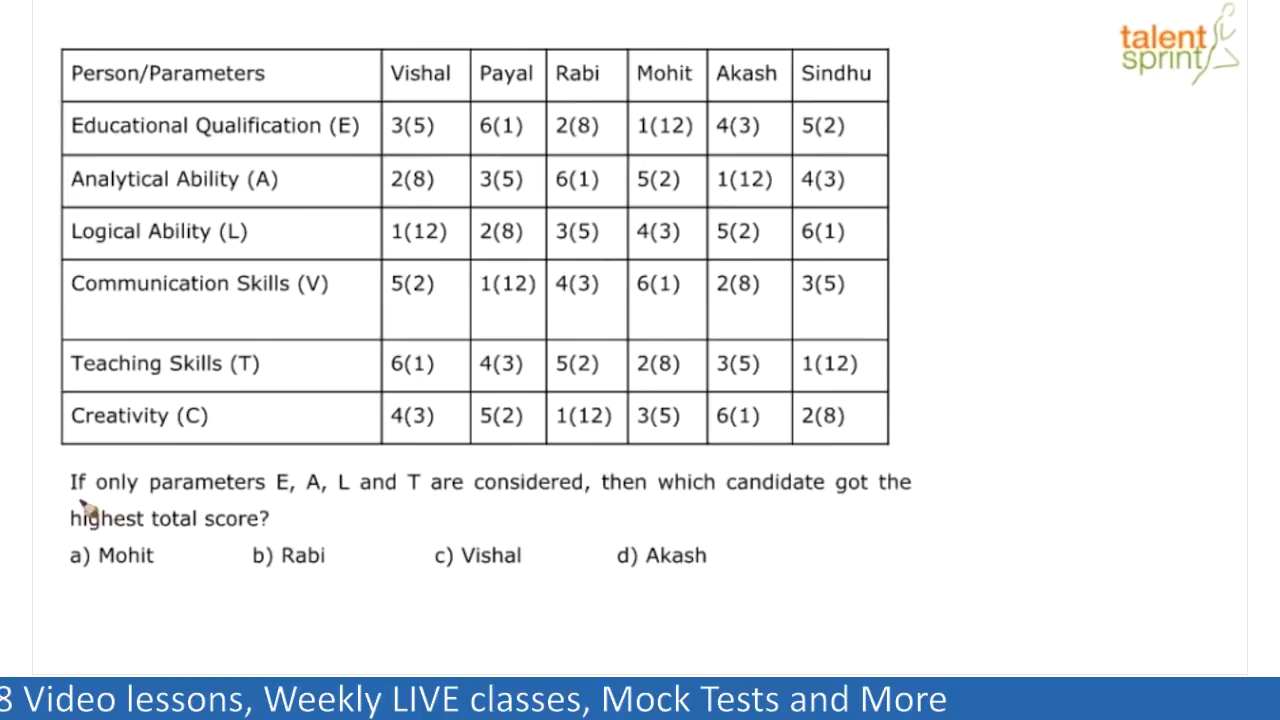 talent
sprint
Person/Parameters Vishal Payal Rabi Mohit Akash Sindhu
Educational Qualification (E) 3(5) 6(1) 2(8) 1(12) 4(3) 5(2)
Analytical Ability (A) 2(8) 3(5) 6(1) 5(2) 1(12) 4(3)
Logical Ability (L) 1(12) 2(8) 3(5) 4(3) 5(2) 6(1)
Communication Skills (V) 5(2) 1(12) 4(3) 6(1) 2(8) 3(5)
Teaching Skills (T) 6(1) 4(3) 5(2) 2(8) 3(5) 1(12)
Creativity (C) 4(3) 5(2) 1(12) 3(5) 6(1) 2(8)
If only parameters E, A, L and T are considered, then which candidate got the
highest total score?
a) Mohit b) Rabi c) Vishal d) Akash
8 Video lessons, Weekly LIVE classes, Mock Tests and More